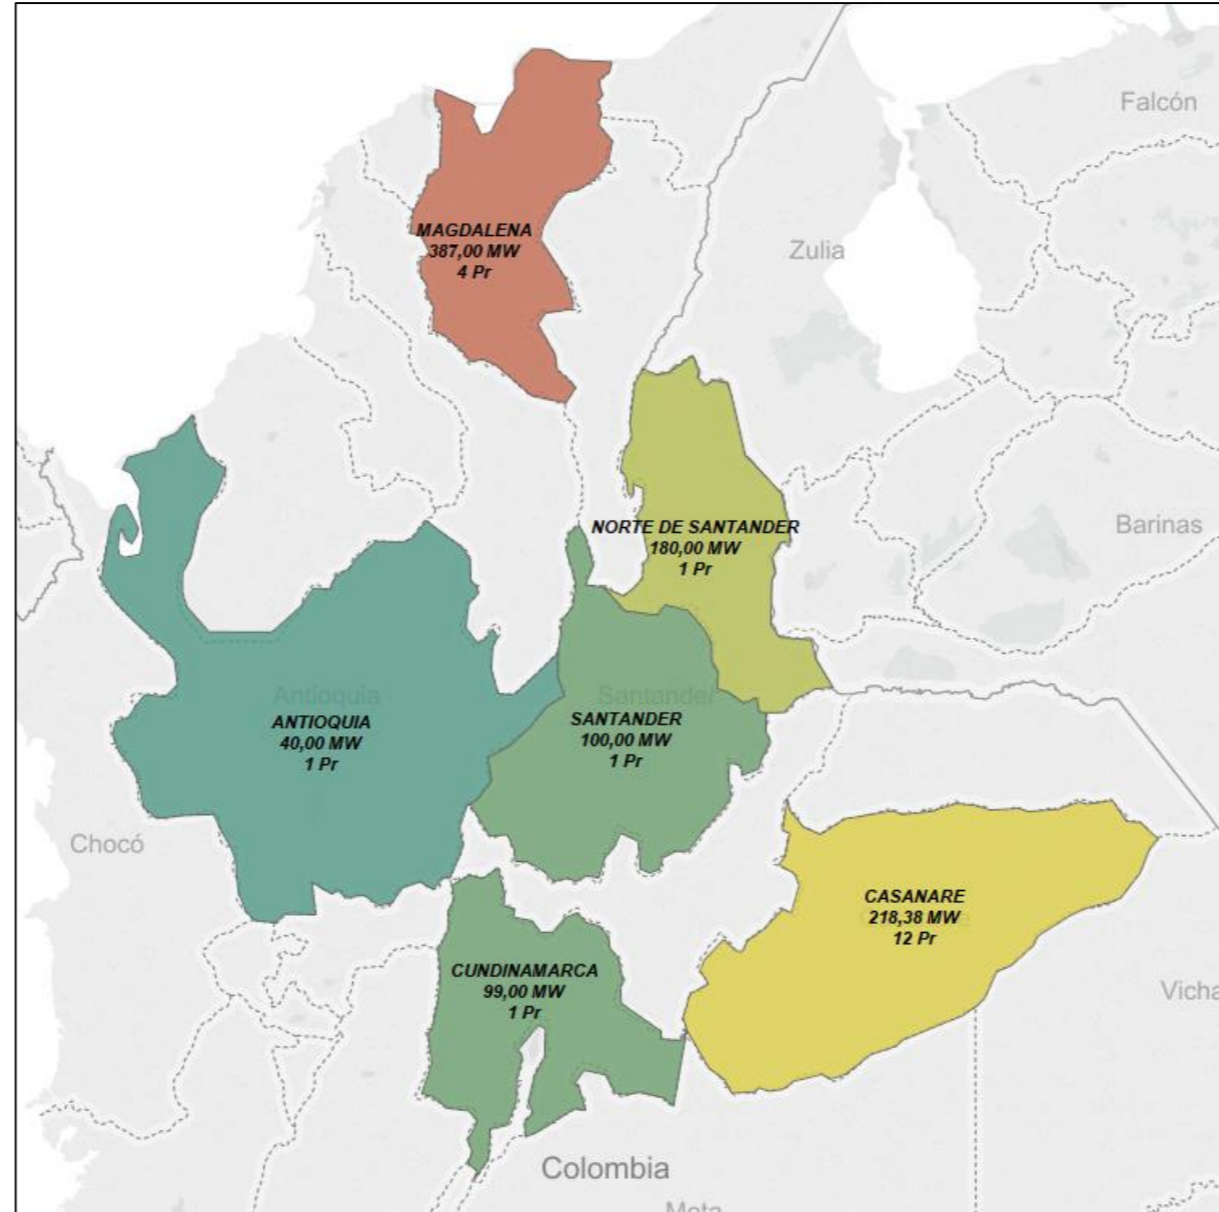 Falcón
MAGDALENA
387,00 MW
4 Pr
Zulia
NORTE DE SANTANDER
180,00 MW
1 Pr
Barinas
Antioquia
ANTIOQUIA
40,00 MW
1 Pr
Santander
SANTANDER
100,00 MW
1 Pr
Chocó
CASANARE
218,38 MW
12 Pr
CUNDINAMARCA
99,00 MW
1 Pr
Vicha
Colombia
Meta